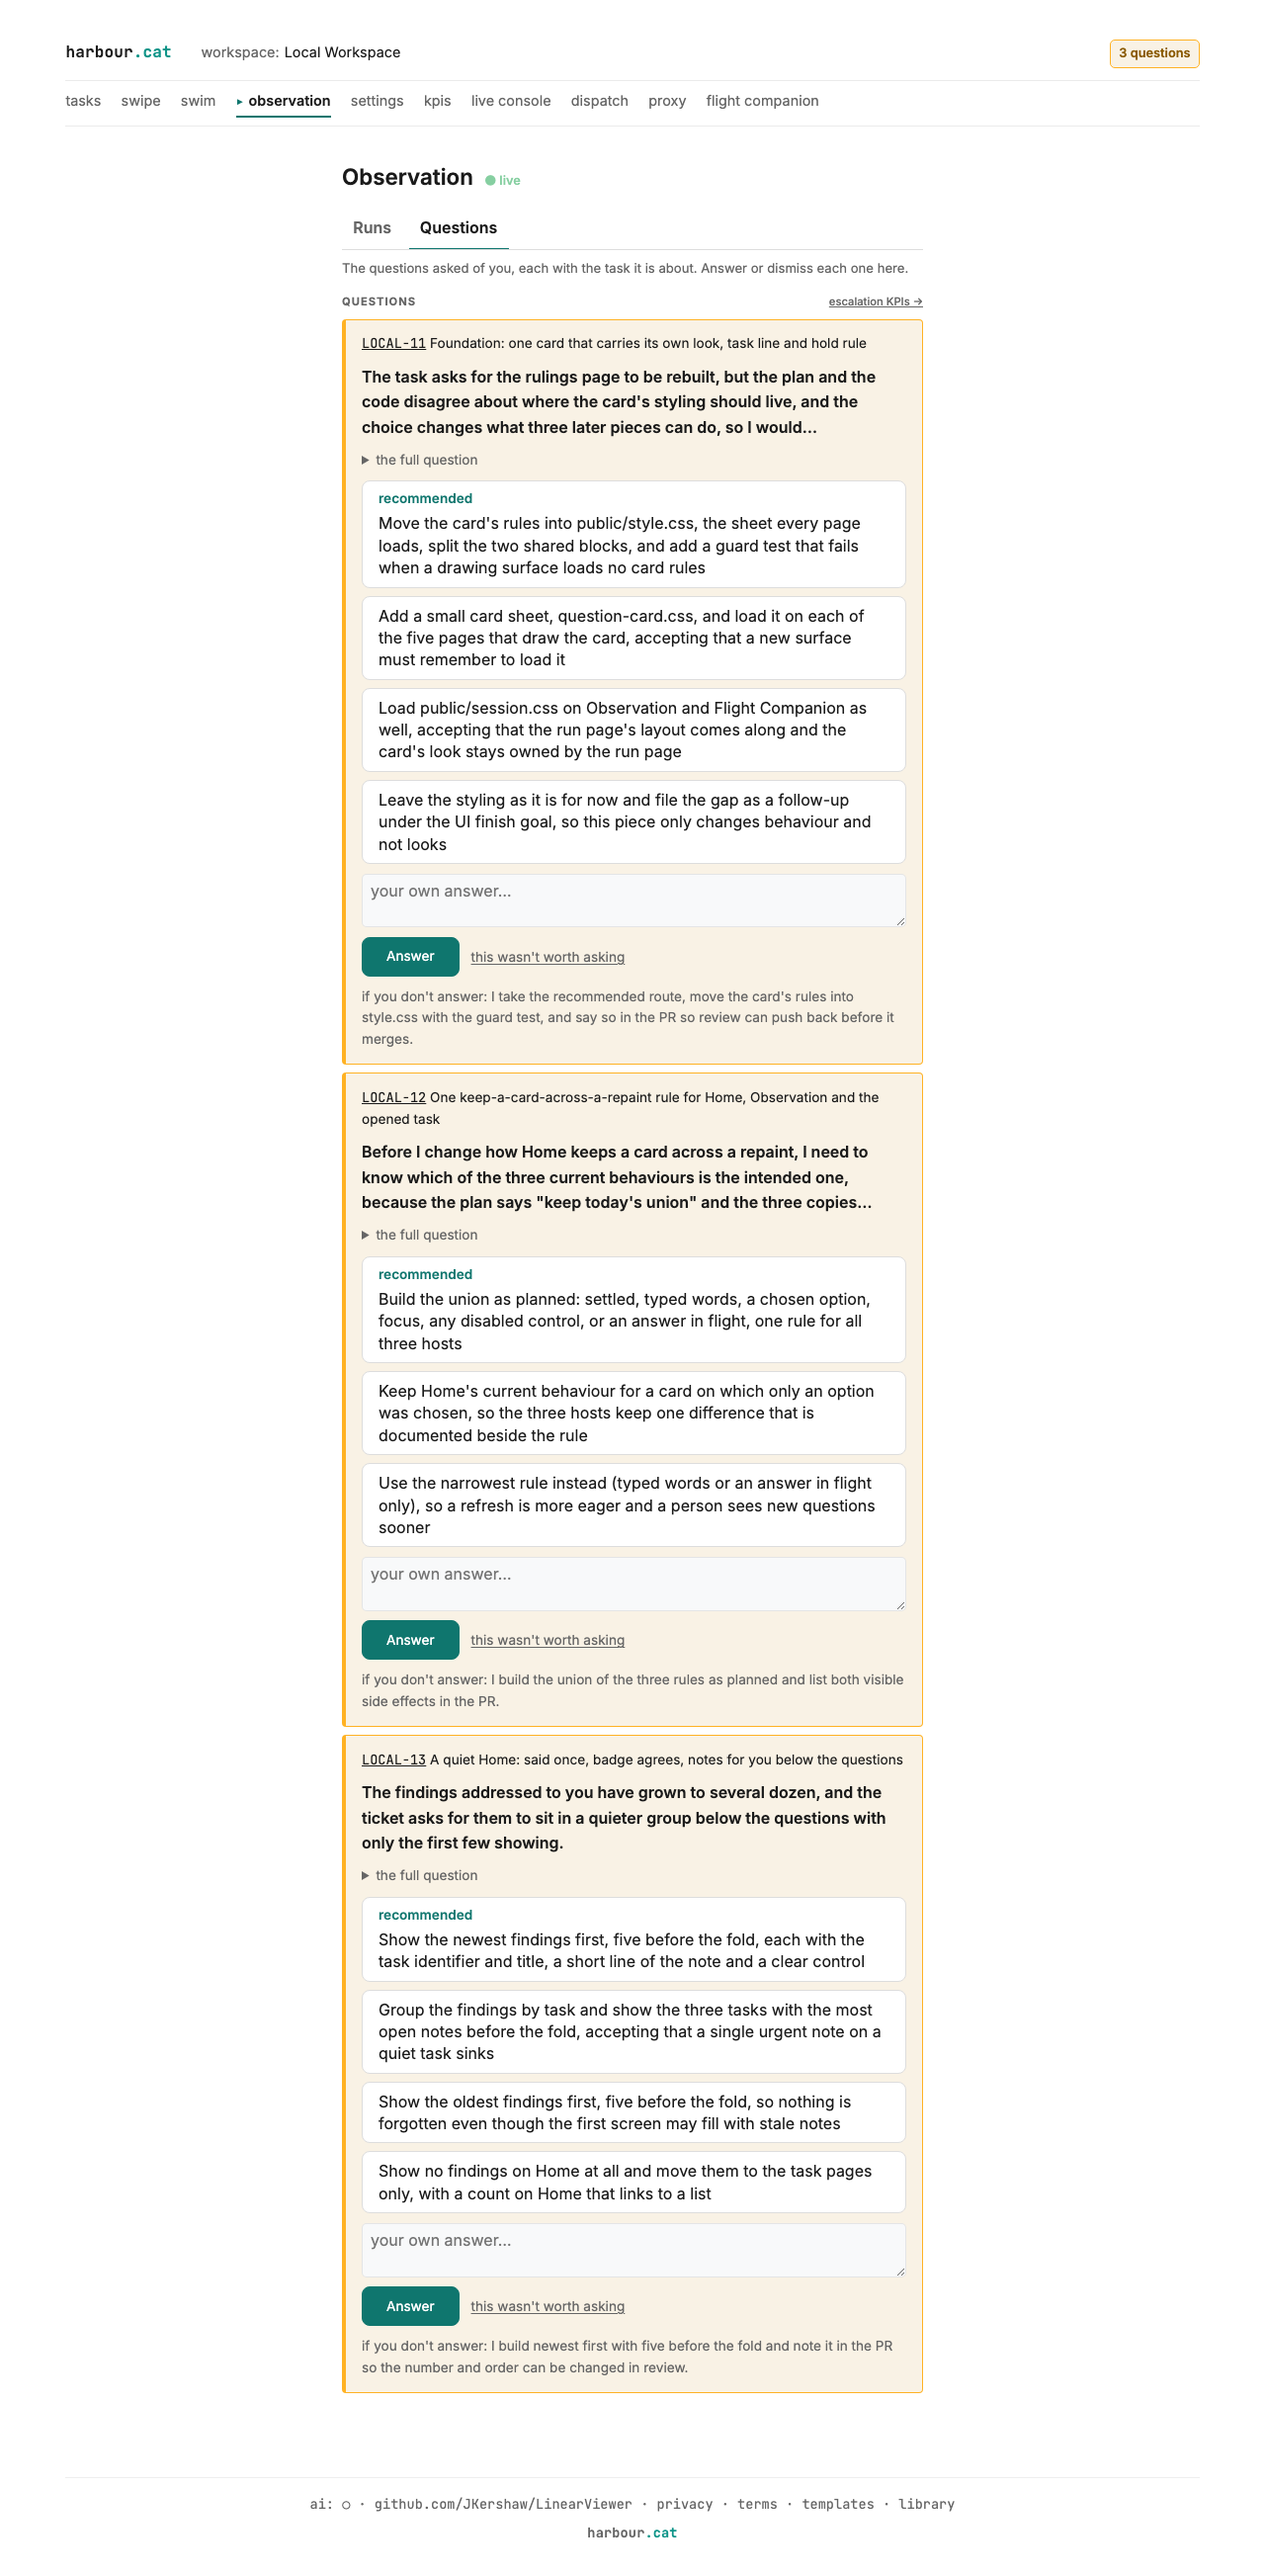 harbour.cat workspace: Local Workspace 3 questions
tasks swipe swim ▸ observation settings kpis live console dispatch proxy flight companion
Observation ● live
Runs Questions
The questions asked of you, each with the task it is about. Answer or dismiss each one here.
QUESTIONS escalation KPIs →
LOCAL-11 Foundation: one card that carries its own look, task line and hold rule
The task asks for the rulings page to be rebuilt, but the plan and the
code disagree about where the card's styling should live, and the
choice changes what three later pieces can do, so I would…
▶ the full question
recommended
Move the card's rules into public/style.css, the sheet every page
loads, split the two shared blocks, and add a guard test that fails
when a drawing surface loads no card rules
Add a small card sheet, question-card.css, and load it on each of
the five pages that draw the card, accepting that a new surface
must remember to load it
Load public/session.css on Observation and Flight Companion as
well, accepting that the run page's layout comes along and the
card's look stays owned by the run page
Leave the styling as it is for now and file the gap as a follow-up
under the UI finish goal, so this piece only changes behaviour and
not looks
your own answer…
Answer this wasn't worth asking
if you don't answer: I take the recommended route, move the card's rules into
style.css with the guard test, and say so in the PR so review can push back before it
merges.
LOCAL-12 One keep-a-card-across-a-repaint rule for Home, Observation and the
opened task
Before I change how Home keeps a card across a repaint, I need to
know which of the three current behaviours is the intended one,
because the plan says "keep today's union" and the three copies…
▶ the full question
recommended
Build the union as planned: settled, typed words, a chosen option,
focus, any disabled control, or an answer in flight, one rule for all
three hosts
Keep Home's current behaviour for a card on which only an option
was chosen, so the three hosts keep one difference that is
documented beside the rule
Use the narrowest rule instead (typed words or an answer in flight
only), so a refresh is more eager and a person sees new questions
sooner
your own answer…
Answer this wasn't worth asking
if you don't answer: I build the union of the three rules as planned and list both visible
side effects in the PR.
LOCAL-13 A quiet Home: said once, badge agrees, notes for you below the questions
The findings addressed to you have grown to several dozen, and the
ticket asks for them to sit in a quieter group below the questions with
only the first few showing.
▶ the full question
recommended
Show the newest findings first, five before the fold, each with the
task identifier and title, a short line of the note and a clear control
Group the findings by task and show the three tasks with the most
open notes before the fold, accepting that a single urgent note on a
quiet task sinks
Show the oldest findings first, five before the fold, so nothing is
forgotten even though the first screen may fill with stale notes
Show no findings on Home at all and move them to the task pages
only, with a count on Home that links to a list
your own answer…
Answer this wasn't worth asking
if you don't answer: I build newest first with five before the fold and note it in the PR
so the number and order can be changed in review.
ai: ○ · github.com/JKershaw/LinearViewer · privacy · terms · templates · library
harbour.cat